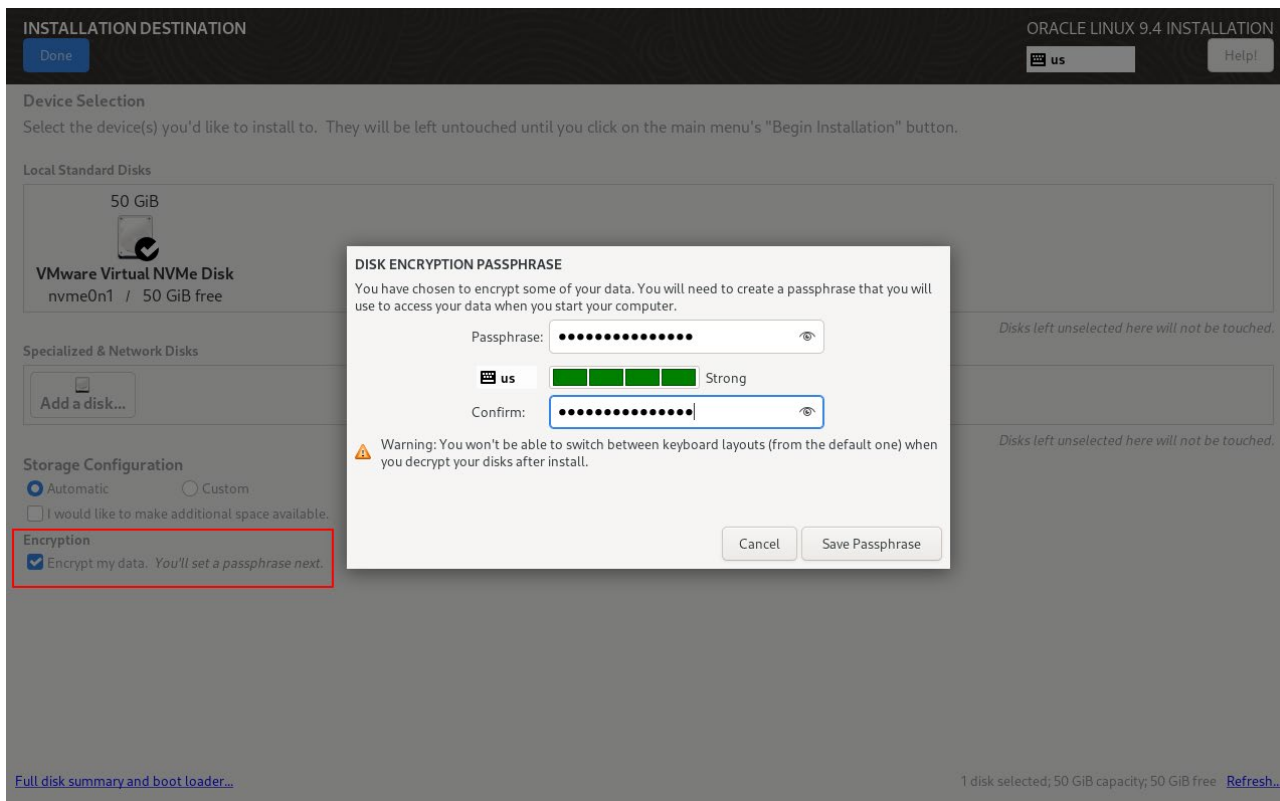 INSTALLATION DESTINATION
ORACLE LINUX 9.4 INSTALLATION
Done
us
Help!
Device Selection
Select the device(s) you'd like to install to. They will be left untouched until you click on the main menu's "Begin Installation" button.
Local Standard Disks
50 GiB
VMware Virtual NVMe Disk
nvme0n1 / 50 GiB free
Disks left unselected here will not be touched.
Specialized & Network Disks
Add a disk...
Disks left unselected here will not be touched.
Storage Configuration
Automatic
Custom
I would like to make additional space available.
Encryption
Encrypt my data. You'll set a passphrase next.
DISK ENCRYPTION PASSPHRASE
You have chosen to encrypt some of your data. You will need to create a passphrase that you will
use to access your data when you start your computer.
Passphrase: •••••••••••••••
us
Strong
Confirm: •••••••••••••••
Warning: You won't be able to switch between keyboard layouts (from the default one) when
you decrypt your disks after install.
Cancel
Save Passphrase
Full disk summary and boot loader...
1 disk selected; 50 GiB capacity; 50 GiB free Refresh...